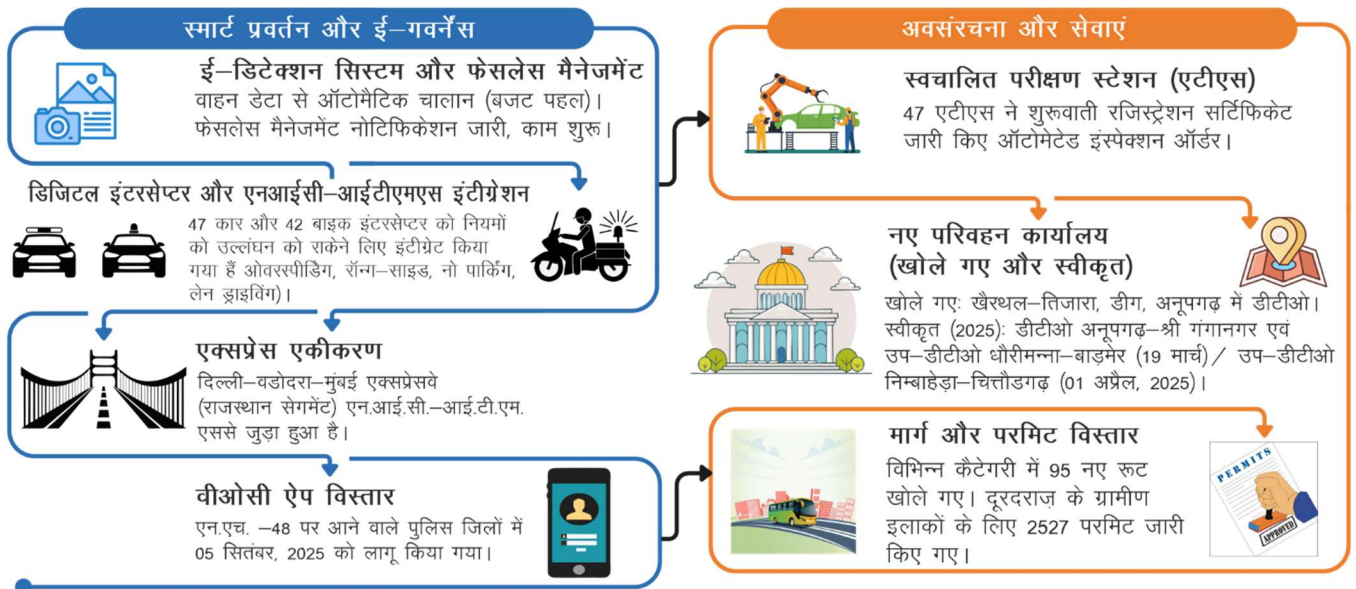 स्मार्ट प्रवर्तन और ई–गवर्नेंस
ई–डिटेक्शन सिस्टम और फेसलेस मैनेजमेंट
वाहन डेटा से ऑटोमैटिक चालान (बजट पहल)।
फेसलेस मैनेजमेंट नोटिफिकेशन जारी, काम शुरू।
डिजिटल इंटरसेप्टर और एनआईसी–आईटीएमएस इंटीग्रेशन
47 कार और 42 बाइक इंटरसेप्टर को नियमों
को उल्लंघन को राकेने लिए इंटीग्रेट किया
गया हैं ओवरस्पीडिेंग, रॉन्ग–साइड, नो पार्किंग,
लेन ड्राइविंग)।
एक्सप्रेस एकीकरण
दिल्ली–वडोदरा–मुंबई एक्सप्रेसवे
(राजस्थान सेगमेंट) एन.आई.सी.–आई.टी.एम.
एससे जुड़ा हुआ है।
वीओसी ऐप विस्तार
एन.एच. –48 पर आने वाले पुलिस जिलों में
05 सितंबर, 2025 को लागू किया गया।
अवसंरचना और सेवाएं
स्वचालित परीक्षण स्टेशन (एटीएस)
47 एटीएस ने शुरूवाती रजिस्ट्रेशन सर्टिफिकेट
जारी किए ऑटोमेटेड इंस्पेक्शन ऑर्डर।
नए परिवहन कार्यालय
(खोले गए और स्वीकृत)
खोले गएः खैरथल–तिजारा, डीग, अनूपगढ़ में डीटीओ।
स्वीकृत (2025): डीटीओ अनूपगढ़–श्री गंगानगर एवं
उप–डीटीओ धौरीमन्ना–बाड़मेर (19 मार्च) / उप–डीटीओ
निम्बाहेड़ा–चित्तौडगढ़ (01 अप्रैल, 2025)।
मार्ग और परमिट विस्तार
विभिन्न कैटेगरी में 95 नए रूट
खोले गए। दूरदराज़ के ग्रामीण
इलाकों के लिए 2527 परमिट जारी
किए गए।
PERMITS
APPROVED